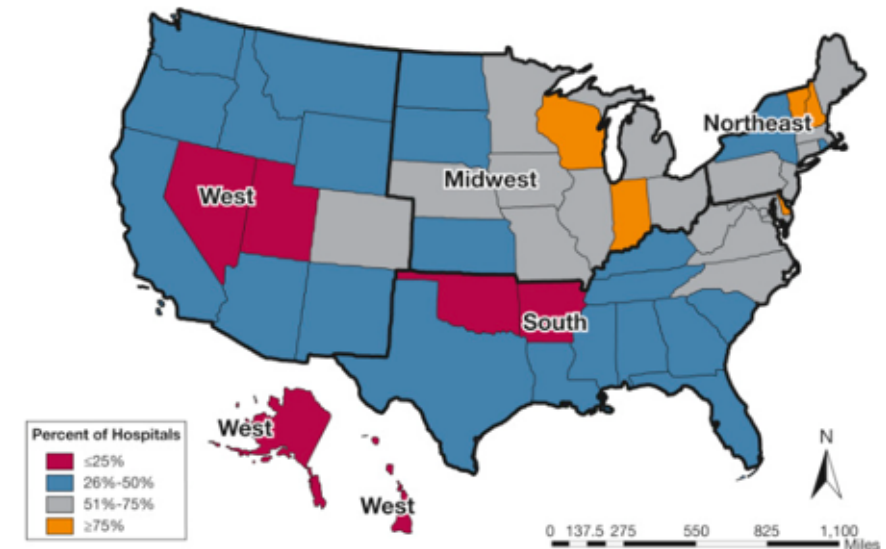 Northeast
Midwest
West
South
West
West
Percent of Hospitals
≤25%
26%-50%
51%-75%
≥75%
N
0 137.5 275 550 825 1,100
Miles